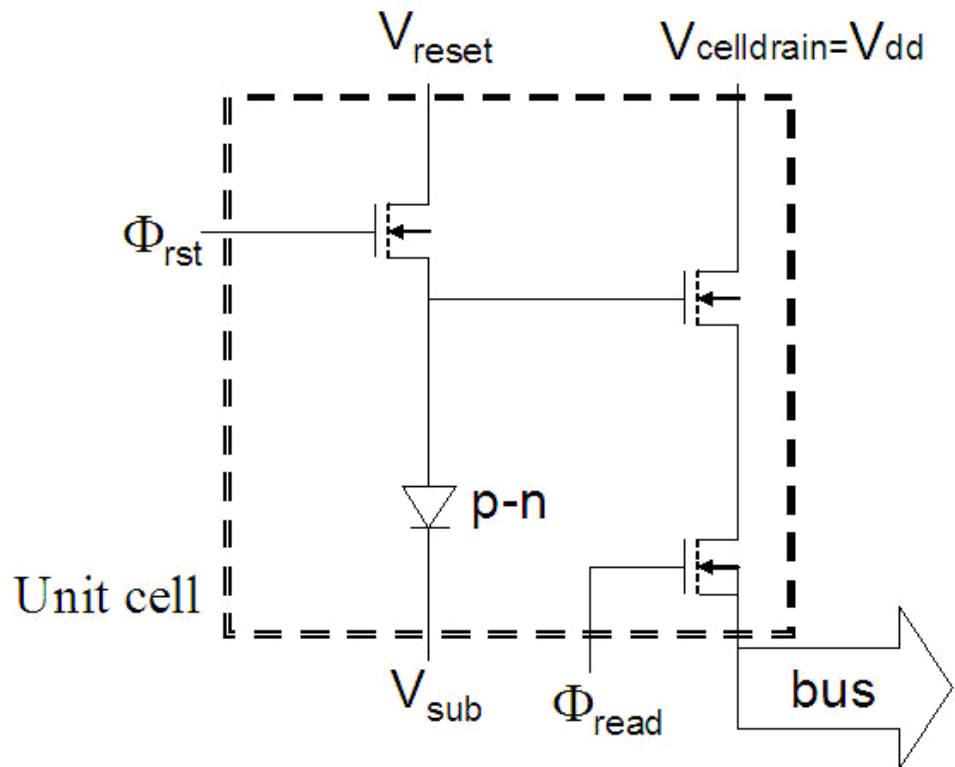 Vreset
Vcelldrain=Vdd
Φrst
p-n
Unit cell
Vsub
Φread
bus